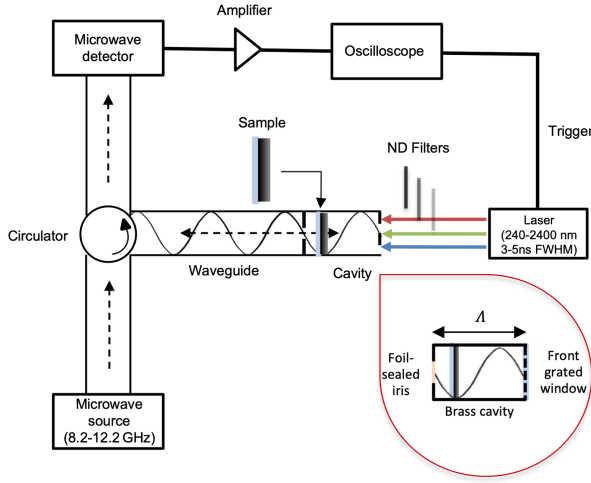 Amplifier
Microwave
detector
Oscilloscope
Sample
ND Filters
Trigger
Circulator
Waveguide
Cavity
Laser
(240-2400 nm
3-5ns FWHM)
Λ
Foil-
sealed
iris
Front
grated
window
Brass cavity
Microwave
source
(8.2-12.2 GHz)